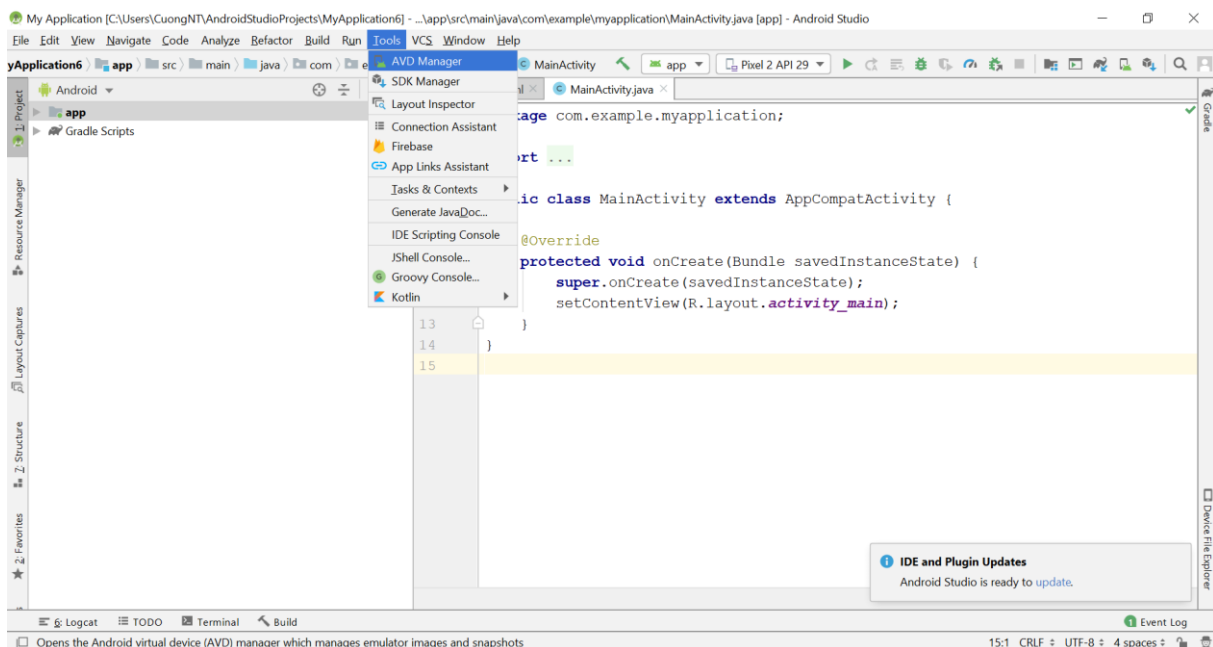 My Application [C:\Users\CuongNT\AndroidStudioProjects\MyApplication6] - ...\app\src\main\java\com\example\myapplication\MainActivity.java [app] - Android Studio
File Edit View Navigate Code Analyze Refactor Build Run Tools VCS Window Help
yApplication6 app src main java com e MainActivity app Pixel 2 API 29
Android
MainActivity.java
app
Gradle Scripts
AVD Manager
SDK Manager
Layout Inspector
Connection Assistant
Firebase
App Links Assistant
Tasks & Contexts
Generate JavaDoc...
IDE Scripting Console
JShell Console...
Groovy Console...
Kotlin
kage com.example.myapplication;
ort ...
ic class MainActivity extends AppCompatActivity {
@Override
protected void onCreate(Bundle savedInstanceState) {
super.onCreate(savedInstanceState);
setContentView(R.layout.activity_main);
13 }
14 }
15
1: Project
Resource Manager
Layout Captures
Z: Structure
2: Favorites
Gradle
Device File Explorer
IDE and Plugin Updates
Android Studio is ready to update.
6: Logcat TODO Terminal Build
1 Event Log
Opens the Android virtual device (AVD) manager which manages emulator images and snapshots
15:1 CRLF UTF-8 4 spaces